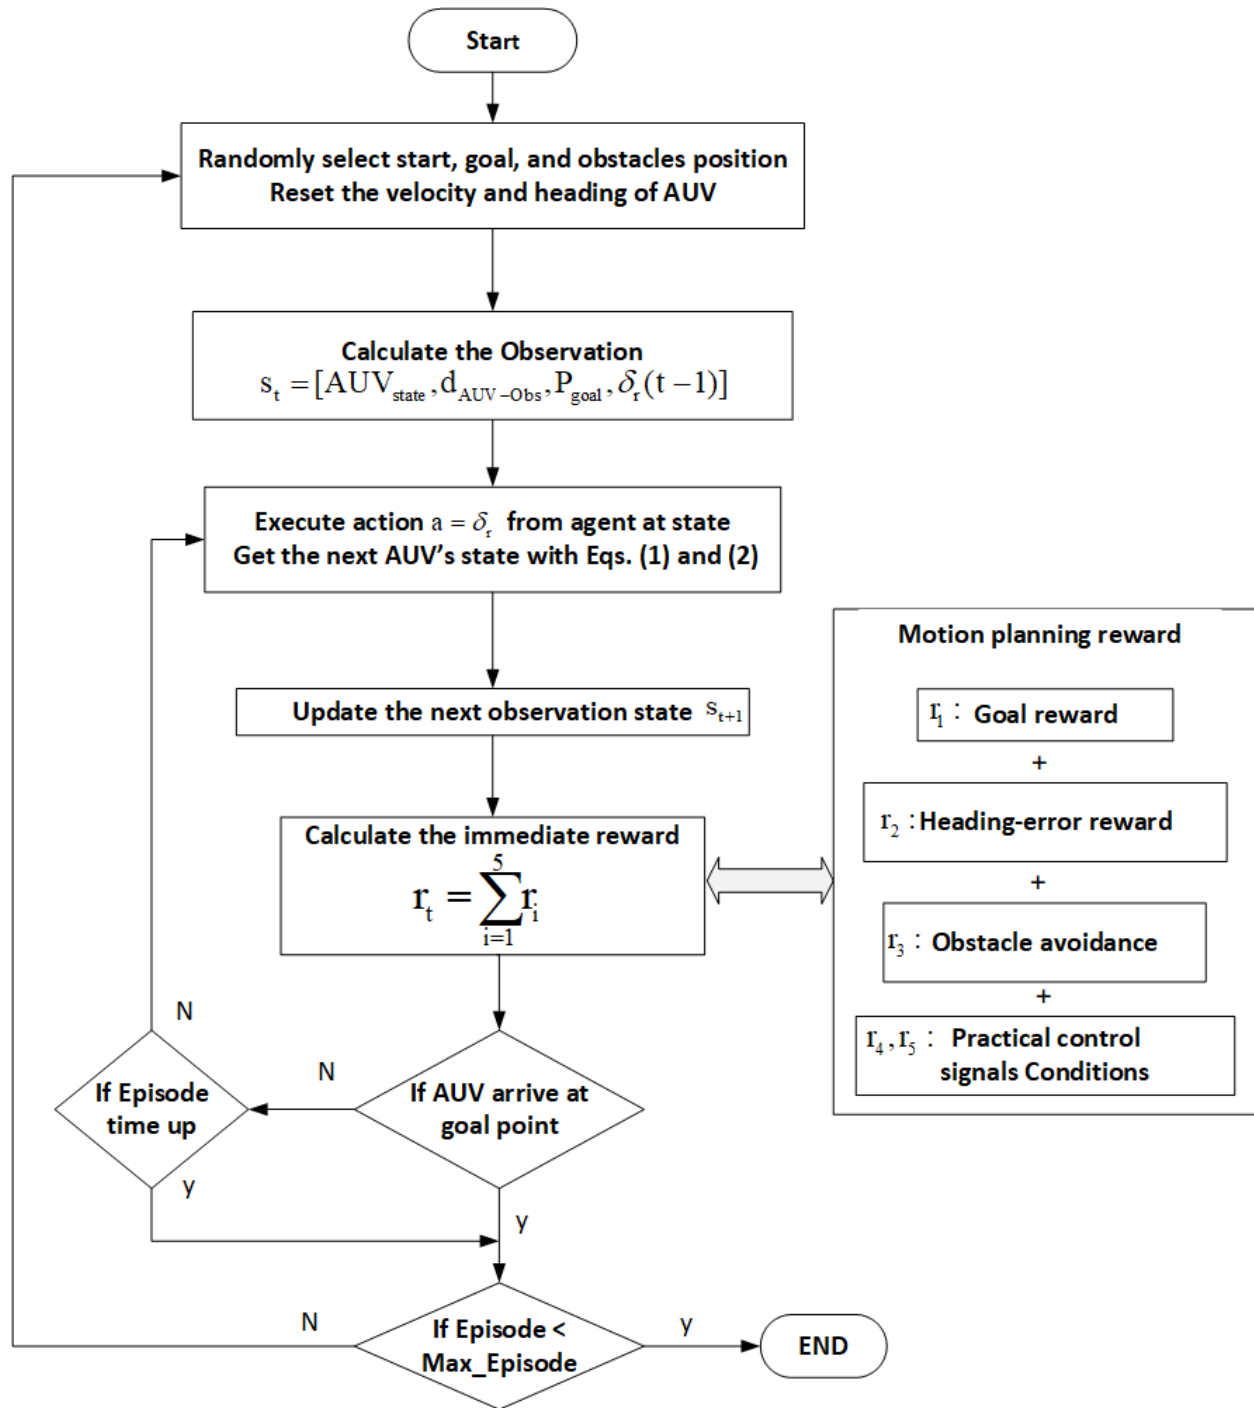 Start
Randomly select start, goal, and obstacles position
Reset the velocity and heading of AUV
Calculate the Observation
s_t = [AUV_state, d_AUV-Obs, P_goal, δ_r(t-1)]
Execute action a = δ_r from agent at state
Get the next AUV's state with Eqs. (1) and (2)
Update the next observation state s_t+1
Calculate the immediate reward
r_t = ∑_{i=1}^{5} r_i
Motion planning reward
r_1 : Goal reward
+
r_2 : Heading-error reward
+
r_3 : Obstacle avoidance
+
r_4, r_5 : Practical control
signals Conditions
If AUV arrive at
goal point
N
If Episode
time up
N
y
y
If Episode <
Max_Episode
N
y
END